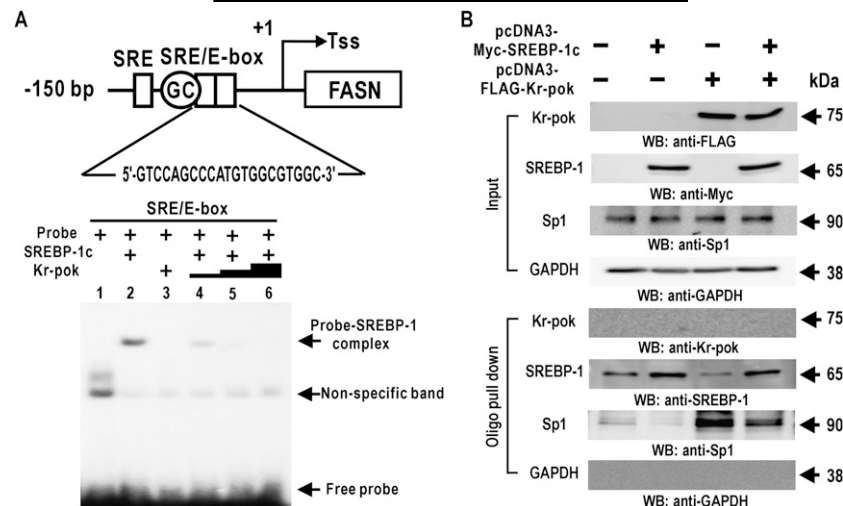 A
+1
Tss
SRE
SRE/E-box
-150 bp
GC
FASN
5'-GTCCAGCCCATGTGGCGTGGC-3'
SRE/E-box
Probe + + + + + +
SREBP-1c + + + +
Kr-pok +
1 2 3 4 5 6
Probe-SREBP-1
complex
Non-specific band
Free probe
B
pcDNA3-
Myc-SREBP-1c − + − +
pcDNA3-
FLAG-Kr-pok − − + +
kDa
Input
Kr-pok 75
WB: anti-FLAG
SREBP-1 65
WB: anti-Myc
Sp1 90
WB: anti-Sp1
GAPDH 38
WB: anti-GAPDH
Oligo pull down
Kr-pok 75
WB: anti-Kr-pok
SREBP-1 65
WB: anti-SREBP-1
Sp1 90
WB: anti-Sp1
GAPDH 38
WB: anti-GAPDH